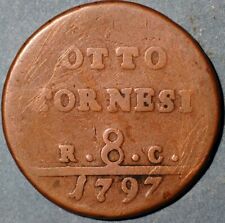 OTTO
TORNESI
R.8.C.
1797